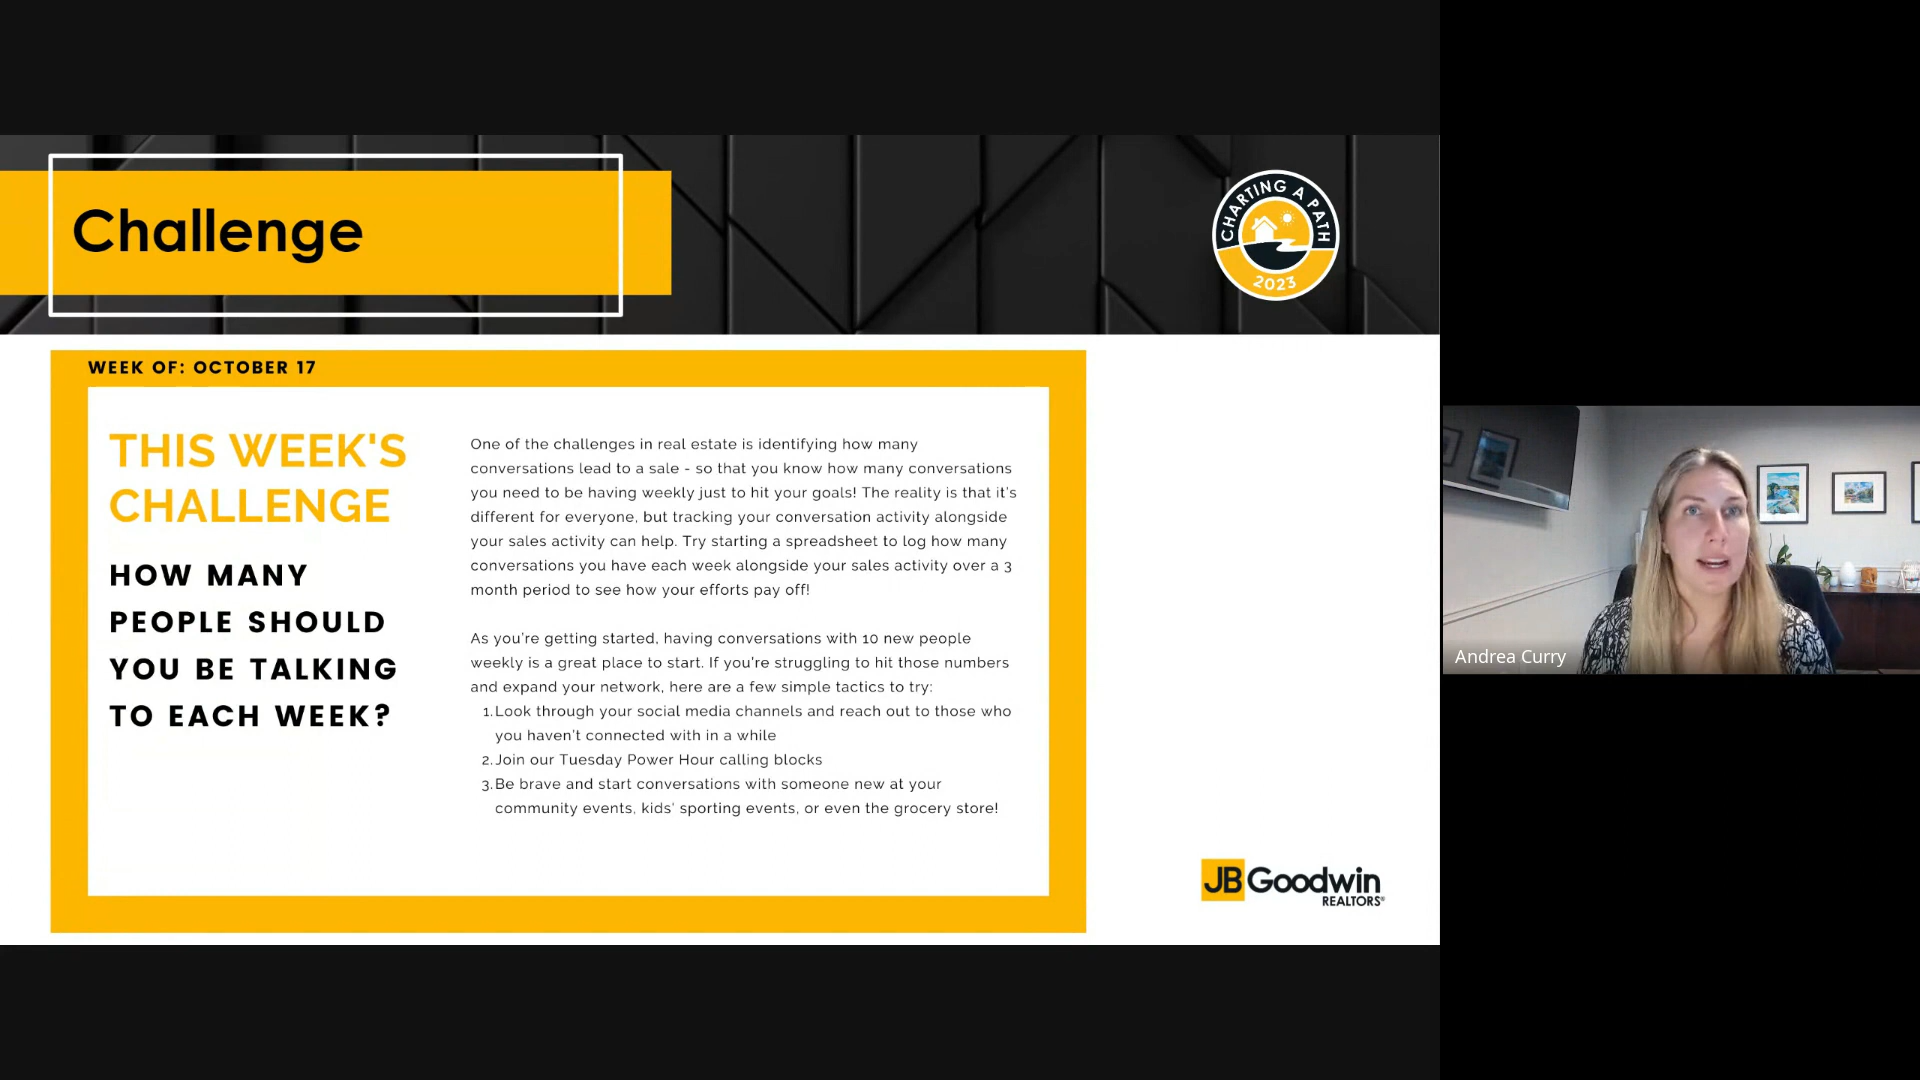 Challenge
CHARTING A PATH
2023
WEEK OF: OCTOBER 17
THIS WEEK'S
CHALLENGE
HOW MANY
PEOPLE SHOULD
YOU BE TALKING
TO EACH WEEK?
One of the challenges in real estate is identifying how many
conversations lead to a sale - so that you know how many conversations
you need to be having weekly just to hit your goals! The reality is that it's
different for everyone, but tracking your conversation activity alongside
your sales activity can help. Try starting a spreadsheet to log how many
conversations you have each week alongside your sales activity over a 3
month period to see how your efforts pay off!
As you're getting started, having conversations with 10 new people
weekly is a great place to start. If you're struggling to hit those numbers
and expand your network, here are a few simple tactics to try:
1. Look through your social media channels and reach out to those who
you haven't connected with in a while
2. Join our Tuesday Power Hour calling blocks
3. Be brave and start conversations with someone new at your
community events, kids' sporting events, or even the grocery store!
JB Goodwin
REALTORS®
Andrea Curry